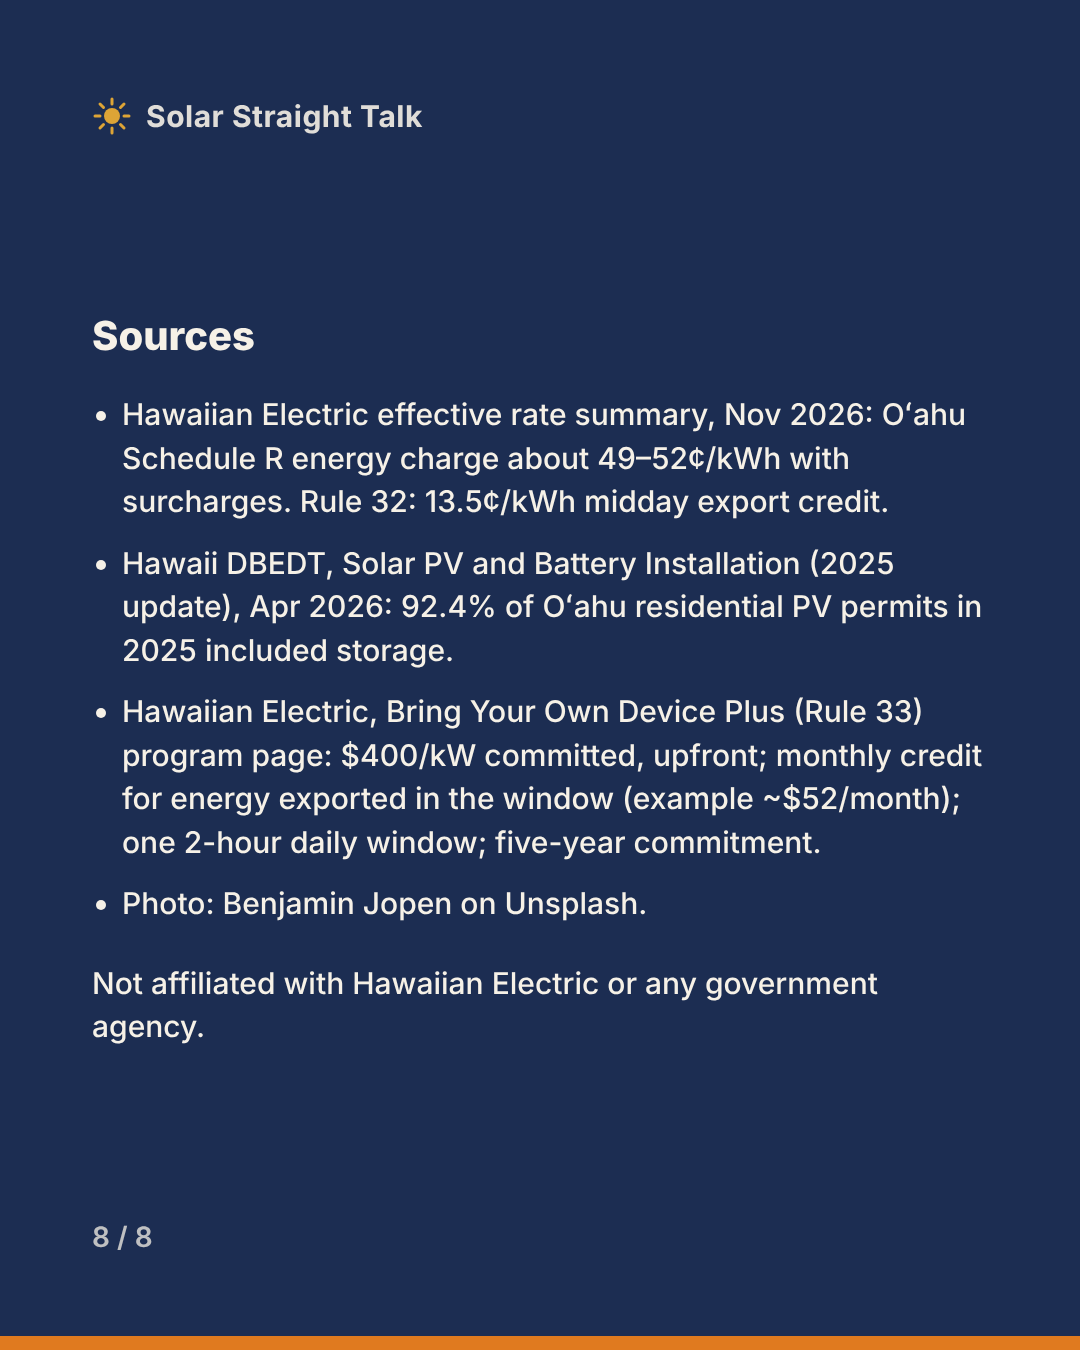 Solar Straight Talk
Sources
• Hawaiian Electric effective rate summary, Nov 2026: Oʻahu
Schedule R energy charge about 49–52¢/kWh with
surcharges. Rule 32: 13.5¢/kWh midday export credit.
• Hawaii DBEDT, Solar PV and Battery Installation (2025
update), Apr 2026: 92.4% of Oʻahu residential PV permits in
2025 included storage.
• Hawaiian Electric, Bring Your Own Device Plus (Rule 33)
program page: $400/kW committed, upfront; monthly credit
for energy exported in the window (example ~$52/month);
one 2-hour daily window; five-year commitment.
• Photo: Benjamin Jopen on Unsplash.
Not affiliated with Hawaiian Electric or any government
agency.
8 / 8